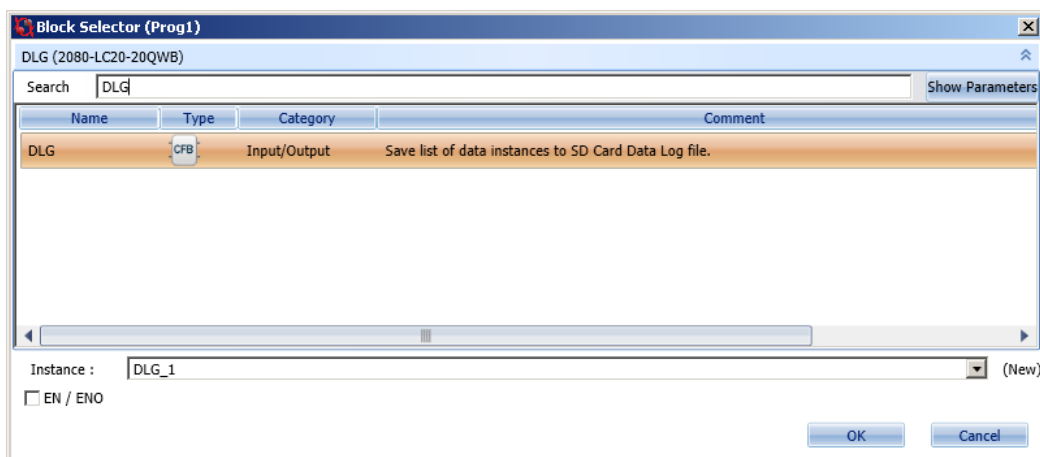 Block Selector (Prog1)
DLG (2080-LC20-20QWB)
Search DLG Show Parameters
Name Type Category Comment
DLG CFB Input/Output Save list of data instances to SD Card Data Log file.
Instance : DLG_1 (New)
EN / ENO
OK Cancel